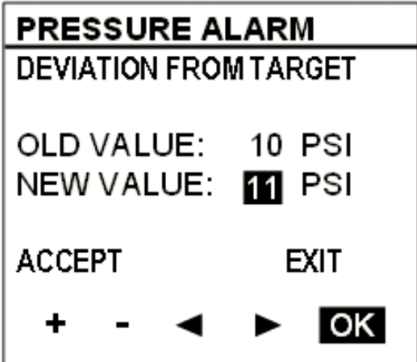 PRESSURE ALARM
DEVIATION FROM TARGET
OLD VALUE: 10 PSI
NEW VALUE: 11 PSI
ACCEPT EXIT
+ - ◄ ► OK